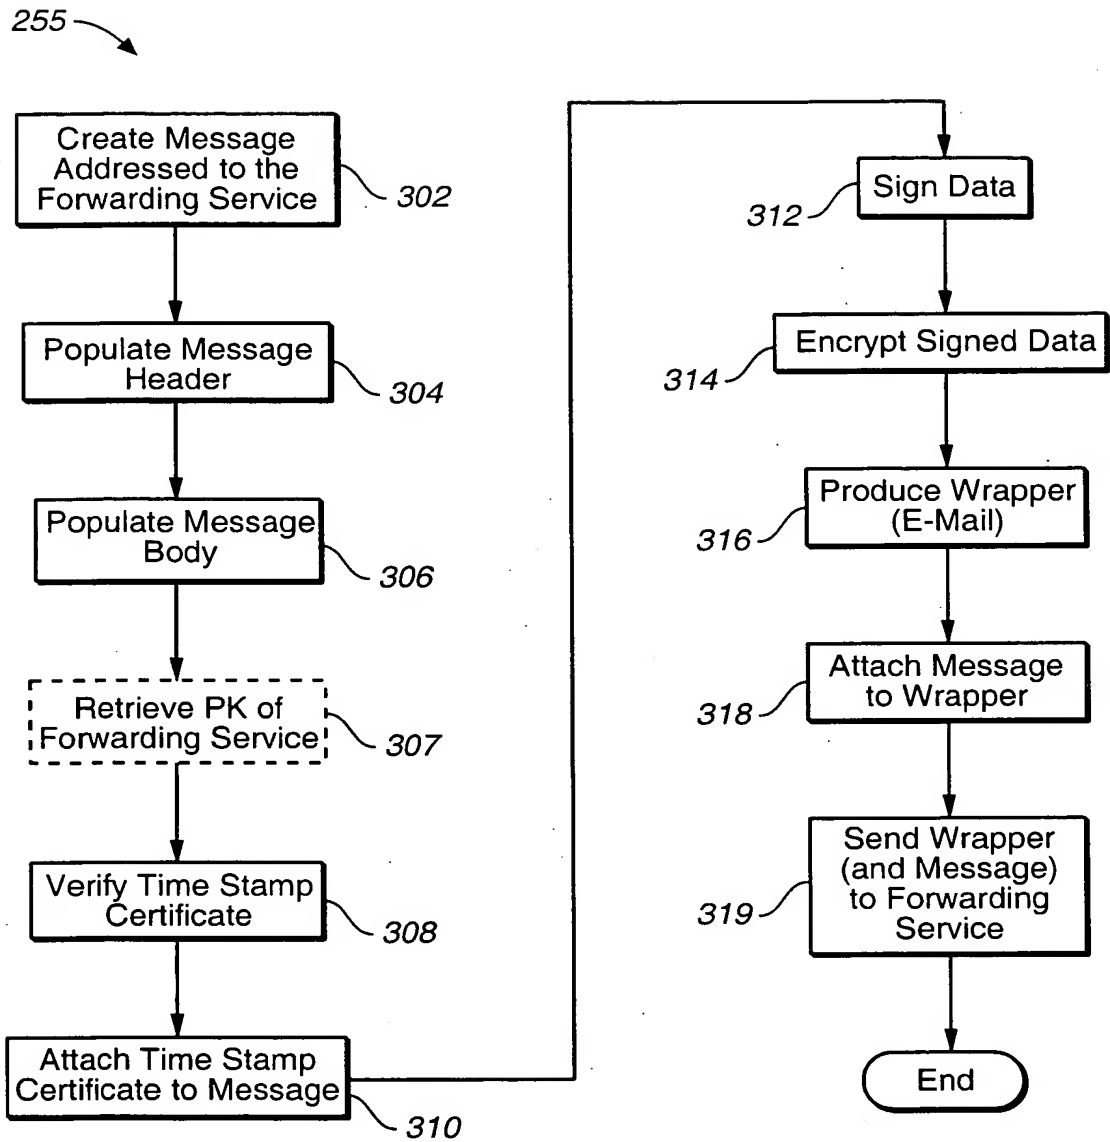 255
Create Message
Addressed to the
Forwarding Service
302
Populate Message
Header
304
Populate Message
Body
306
Retrieve PK of
Forwarding Service
307
Verify Time Stamp
Certificate
308
Attach Time Stamp
Certificate to Message
310
Sign Data
312
Encrypt Signed Data
314
Produce Wrapper
(E-Mail)
316
Attach Message
to Wrapper
318
Send Wrapper
(and Message)
to Forwarding
Service
319
End